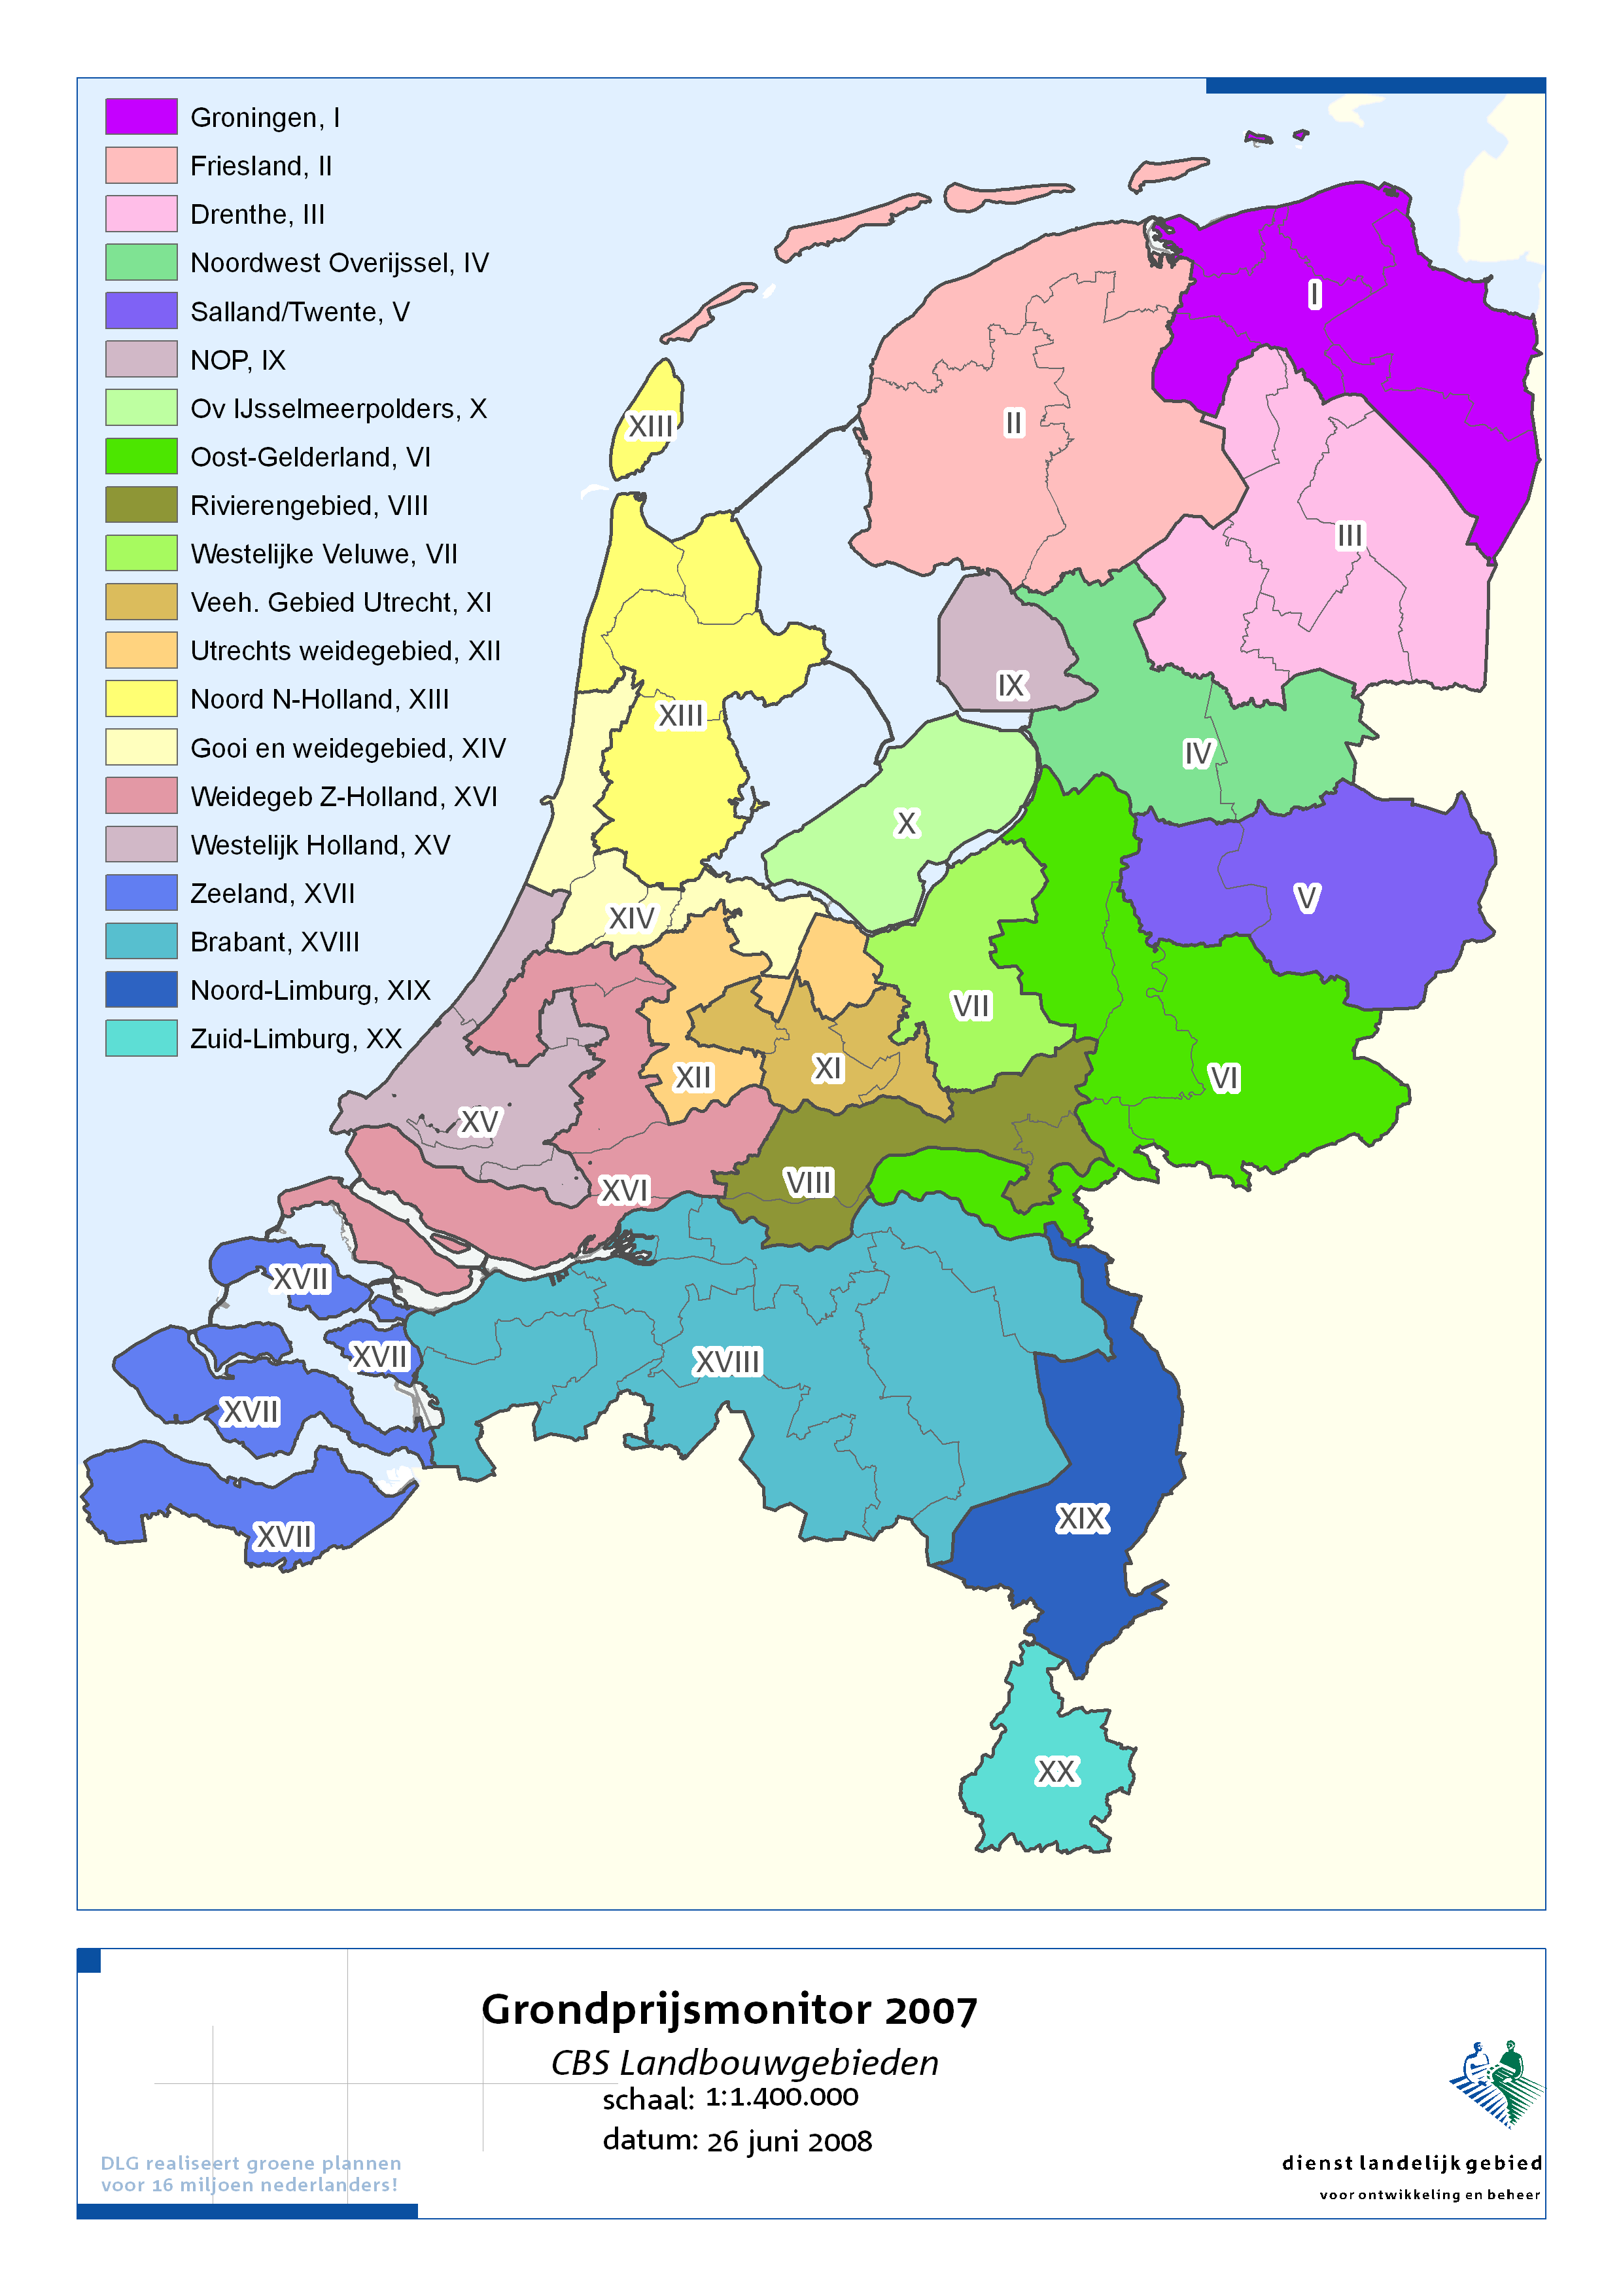 Groningen, I
Friesland, II
Drenthe, III
Noordwest Overijssel, IV
Salland/Twente, V
NOP, IX
Ov IJsselmeerpolders, X
Oost-Gelderland, VI
Rivierengebied, VIII
Westelijke Veluwe, VII
Veeh. Gebied Utrecht, XI
Utrechts weidegebied, XII
Noord N-Holland, XIII
Gooi en weidegebied, XIV
Weidegeb Z-Holland, XVI
Westelijk Holland, XV
Zeeland, XVII
Brabant, XVIII
Noord-Limburg, XIX
Zuid-Limburg, XX
I
II
XIII
III
IX
XIII
IV
X
V
XIV
VII
XII
XI
VI
XV
VIII
XVI
XVII
XVII
XVIII
XVII
XIX
XVII
XX
Grondprijsmonitor 2007
CBS Landbouwgebieden
schaal: 1:1.400.000
datum: 26 juni 2008
DLG realiseert groene plannen
voor 16 miljoen nederlanders!
dienst landelijk gebied
voor ontwikkeling en beheer